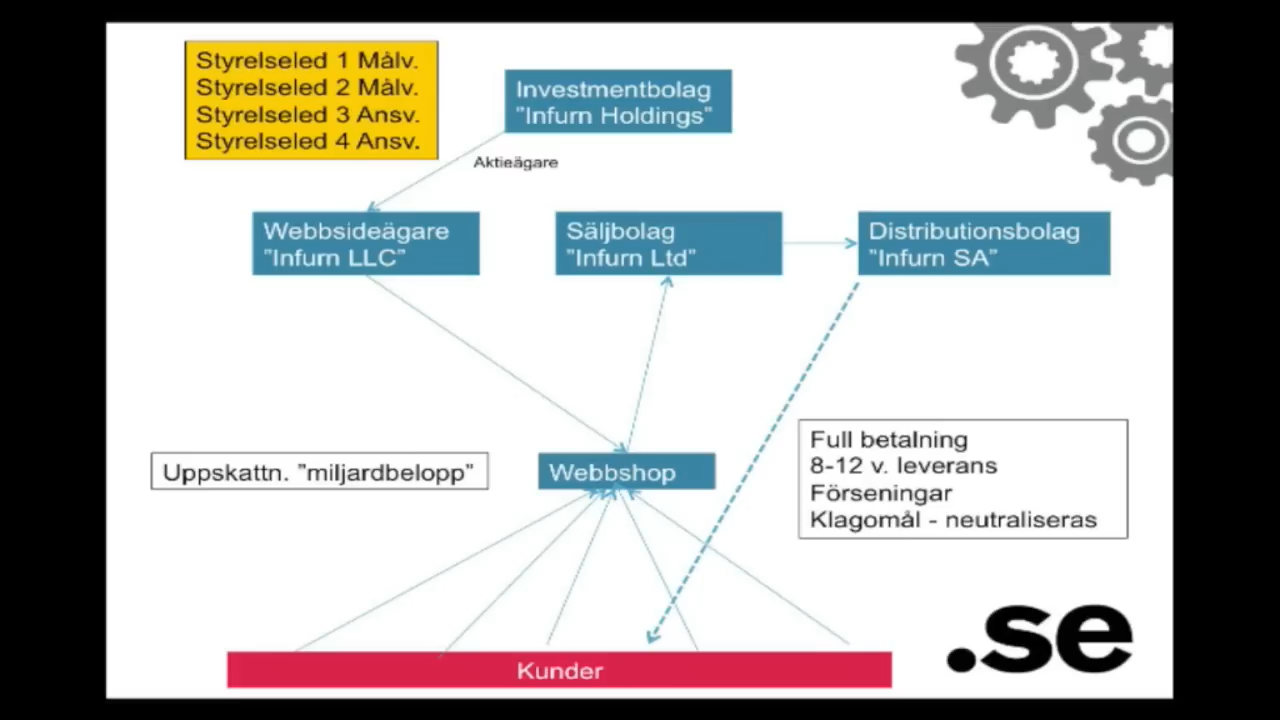 Styrelseled 1 Målv.
Styrelseled 2 Målv.
Styrelseled 3 Ansv.
Styrelseled 4 Ansv.
Investmentbolag
”Infurn Holdings”
Aktieägare
Webbsideägare
”Infurn LLC”
Säljbolag
”Infurn Ltd”
Distributionsbolag
”Infurn SA”
Uppskattn. ”miljardbelopp”
Webbshop
Full betalning
8-12 v. leverans
Förseningar
Klagomål - neutraliseras
Kunder
.se